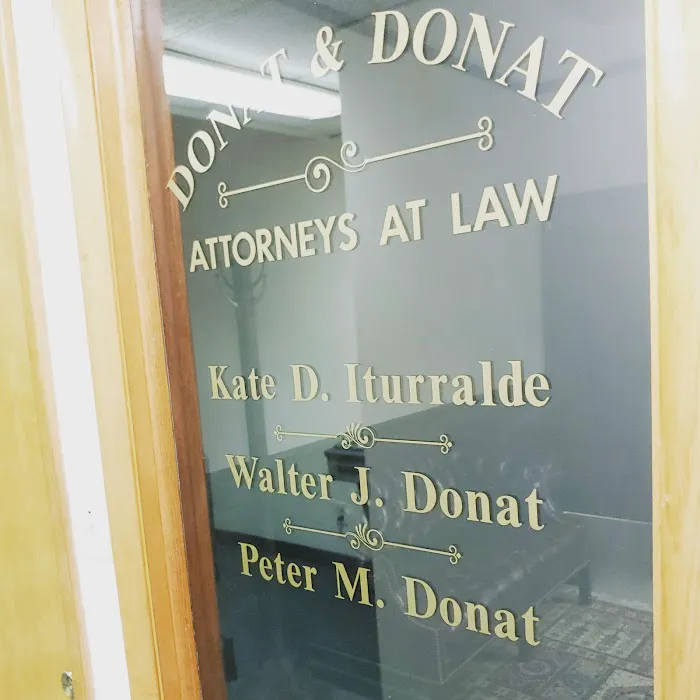 DONAT & DONAT
ATTORNEYS AT LAW
Kate D. Iturralde
Walter J. Donat
Peter M. Donat